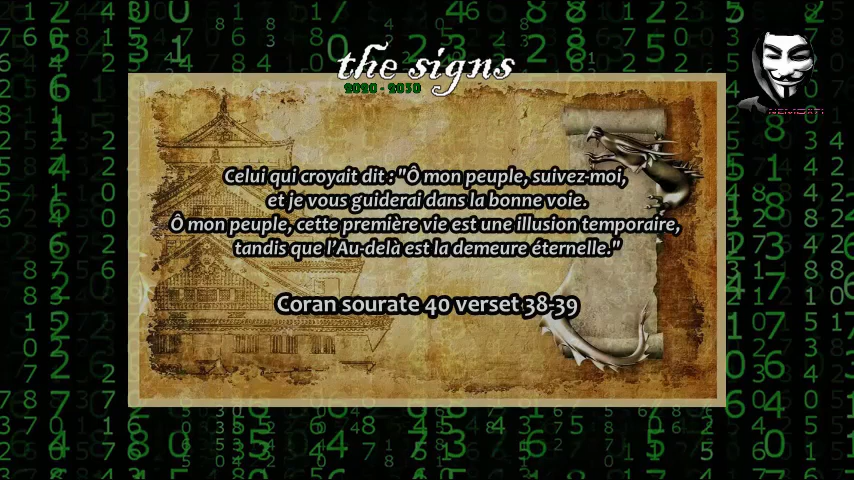 the signs
2020 - 2030
Celui qui croyait dit : "Ô mon peuple, suivez-moi,
et je vous guiderai dans la bonne voie.
Ô mon peuple, cette première vie est une illusion temporaire,
tandis que l'Au-delà est la demeure éternelle."
Coran sourate 40 verset 38-39